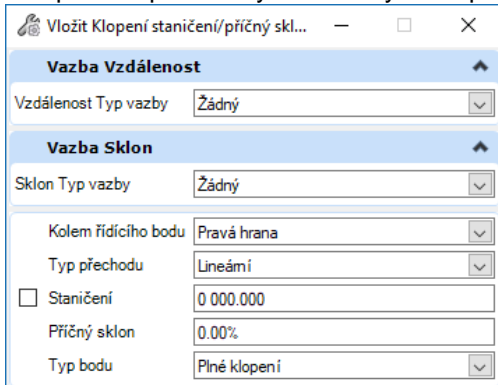 Vložit Klopení staničení/příčný skl...
Vazba Vzdálenost
Vzdálenost Typ vazby Žádný
Vazba Sklon
Sklon Typ vazby Žádný
Kolem řídícího bodu Pravá hrana
Typ přechodu Lineární
Staničení 0 000.000
Příčný sklon 0.00%
Typ bodu Plné klopení